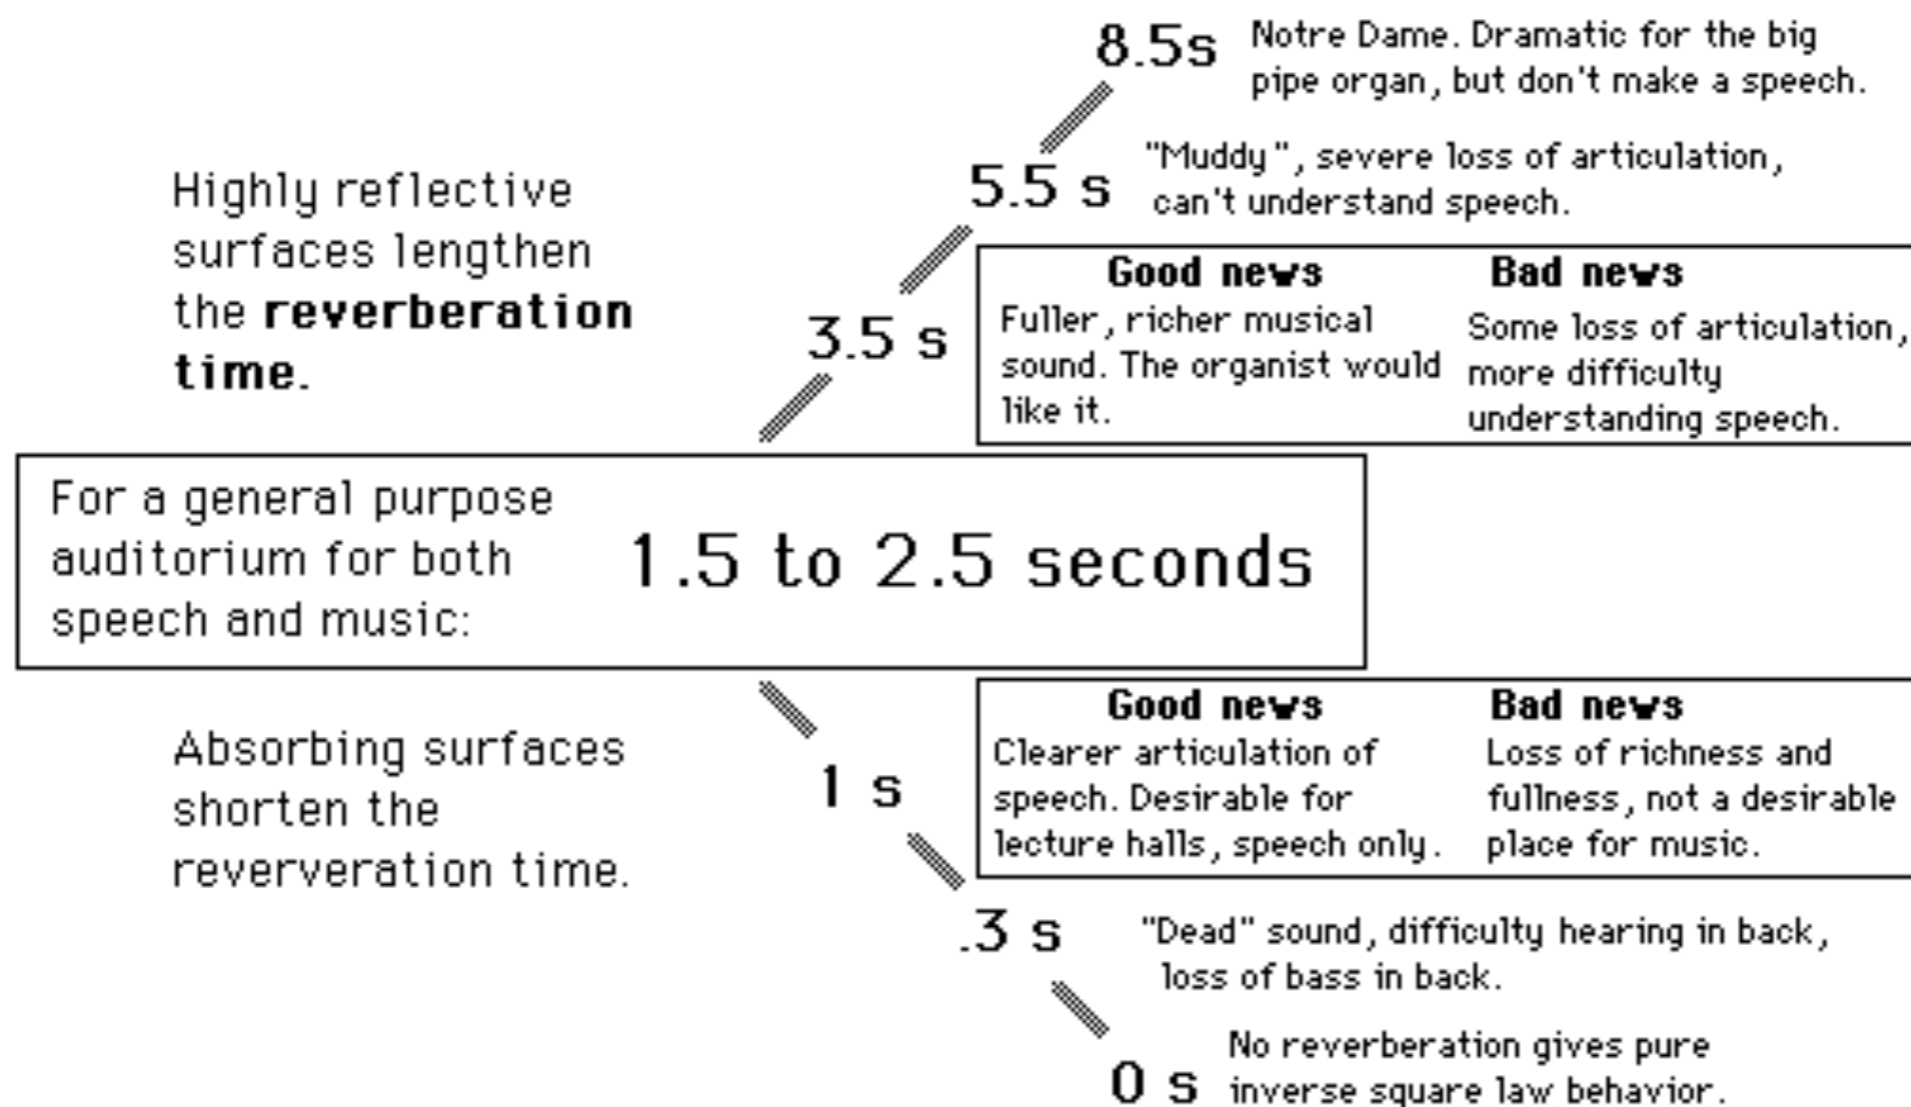 8.5s
Notre Dame. Dramatic for the big
pipe organ, but don't make a speech.
5.5 s
"Muddy", severe loss of articulation,
can't understand speech.
Highly reflective
surfaces lengthen
the reverberation
time.
3.5 s
Good news
Fuller, richer musical
sound. The organist would
like it.
Bad news
Some loss of articulation,
more difficulty
understanding speech.
For a general purpose
auditorium for both
speech and music:
1.5 to 2.5 seconds
Absorbing surfaces
shorten the
reververation time.
1 s
Good news
Clearer articulation of
speech. Desirable for
lecture halls, speech only.
Bad news
Loss of richness and
fullness, not a desirable
place for music.
.3 s
"Dead" sound, difficulty hearing in back,
loss of bass in back.
0 s
No reverberation gives pure
inverse square law behavior.